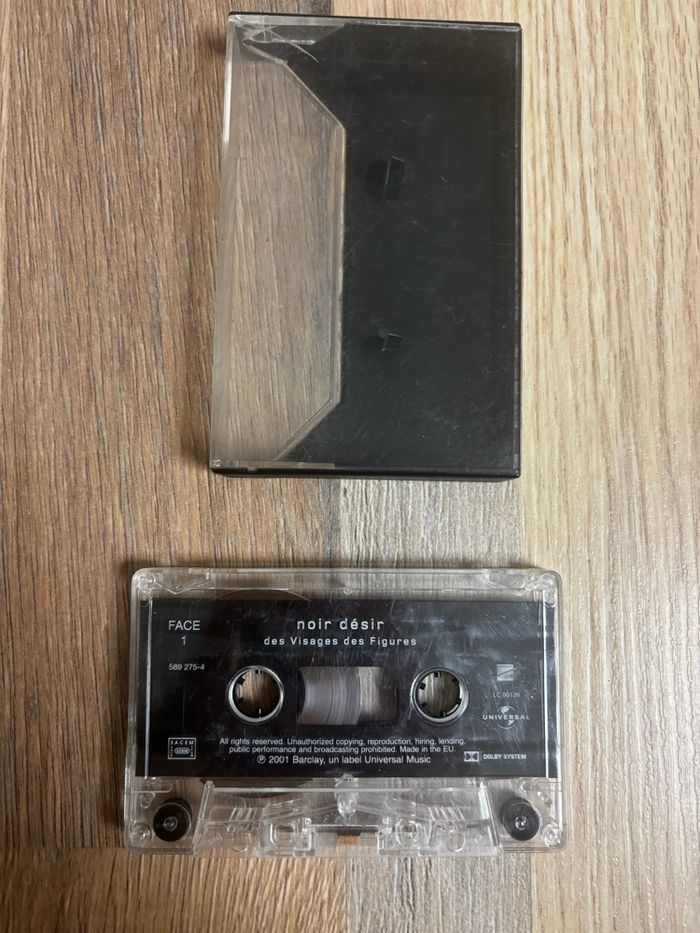 FACE
1
noir désir
des Visages des Figures
589 275-4
LC 00126
UNIVERSAL
SACEM
All rights reserved. Unauthorized copying, reproduction, hiring, lending,
public performance and broadcasting prohibited. Made in the EU.
℗ 2001 Barclay, un label Universal Music
DOLBY SYSTEM